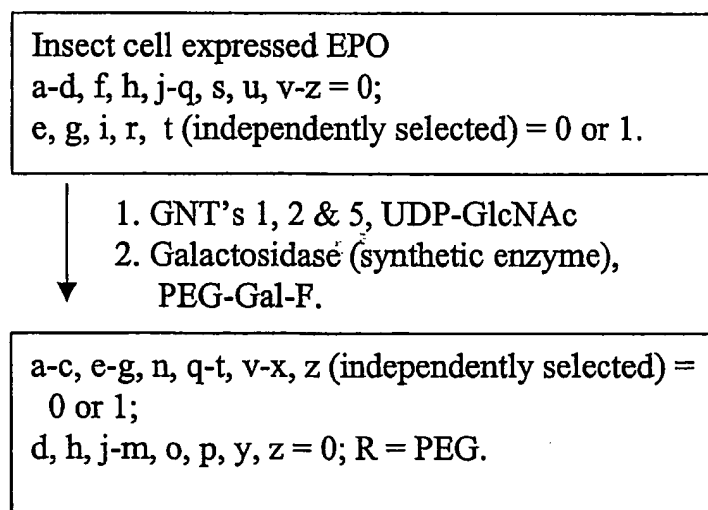 Insect cell expressed EPO
a-d, f, h, j-q, s, u, v-z = 0;
e, g, i, r, t (independently selected) = 0 or 1.
1. GNT's 1, 2 & 5, UDP-GlcNAc
2. Galactosidase (synthetic enzyme),
PEG-Gal-F.
a-c, e-g, n, q-t, v-x, z (independently selected) =
0 or 1;
d, h, j-m, o, p, y, z = 0; R = PEG.